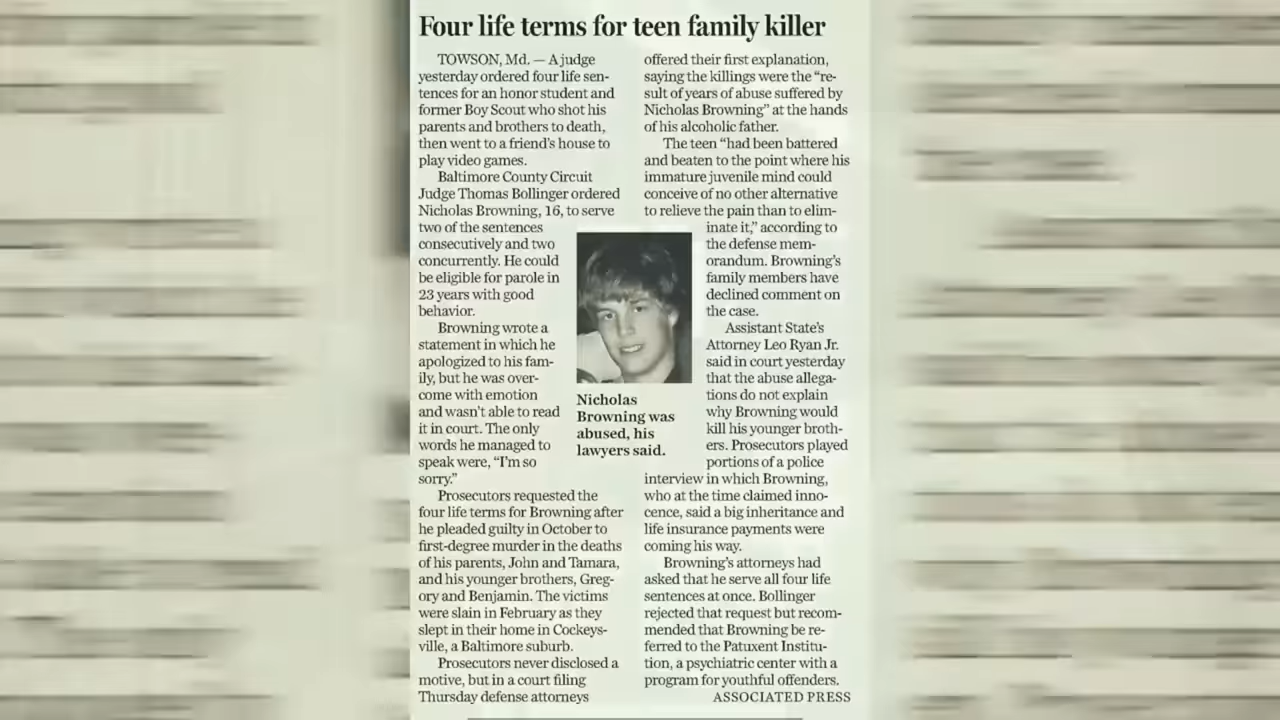 Four life terms for teen family killer
TOWSON, Md. — A judge
yesterday ordered four life sen-
tences for an honor student and
former Boy Scout who shot his
parents and brothers to death,
then went to a friend's house to
play video games.
Baltimore County Circuit
Judge Thomas Bollinger ordered
Nicholas Browning, 16, to serve
two of the sentences
consecutively and two
concurrently. He could
be eligible for parole in
23 years with good
behavior.
Browning wrote a
statement in which he
apologized to his fam-
ily, but he was over-
come with emotion
and wasn't able to read
it in court. The only
words he managed to
speak were, “I'm so
sorry.”
Prosecutors requested the
four life terms for Browning after
he pleaded guilty in October to
first-degree murder in the deaths
of his parents, John and Tamara,
and his younger brothers, Greg-
ory and Benjamin. The victims
were slain in February as they
slept in their home in Cockeys-
ville, a Baltimore suburb.
Prosecutors never disclosed a
motive, but in a court filing
Thursday defense attorneys
offered their first explanation,
saying the killings were the “re-
sult of years of abuse suffered by
Nicholas Browning” at the hands
of his alcoholic father.
The teen “had been battered
and beaten to the point where his
immature juvenile mind could
conceive of no other alternative
to relieve the pain than to elim-
inate it,” according to
the defense mem-
orandum. Browning's
family members have
declined comment on
the case.
Assistant State's
Attorney Leo Ryan Jr.
said in court yesterday
that the abuse allega-
tions do not explain
why Browning would
kill his younger broth-
ers. Prosecutors played
portions of a police
interview in which Browning,
who at the time claimed inno-
cence, said a big inheritance and
life insurance payments were
coming his way.
Browning's attorneys had
asked that he serve all four life
sentences at once. Bollinger
rejected that request but recom-
mended that Browning be re-
ferred to the Patuxent Institu-
tion, a psychiatric center with a
program for youthful offenders.
ASSOCIATED PRESS
Nicholas
Browning was
abused, his
lawyers said.